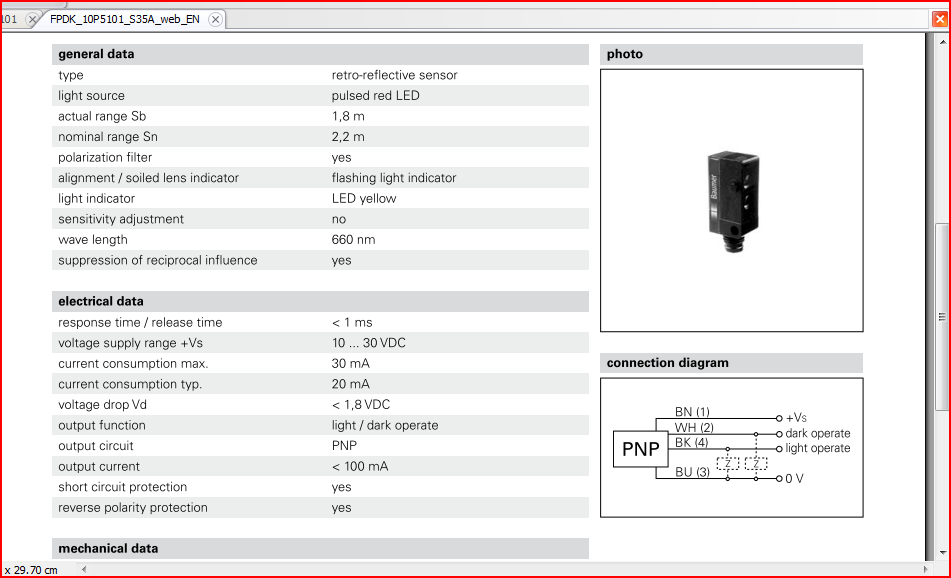 101
FPDK_10P5101_S35A_web_EN
general data
type retro-reflective sensor
light source pulsed red LED
actual range Sb 1,8 m
nominal range Sn 2,2 m
polarization filter yes
alignment / soiled lens indicator flashing light indicator
light indicator LED yellow
sensitivity adjustment no
wave length 660 nm
suppression of reciprocal influence yes
electrical data
response time / release time < 1 ms
voltage supply range +Vs 10 ... 30 VDC
current consumption max. 30 mA
current consumption typ. 20 mA
voltage drop Vd < 1,8 VDC
output function light / dark operate
output circuit PNP
output current < 100 mA
short circuit protection yes
reverse polarity protection yes
mechanical data
photo
Baumer
connection diagram
BN (1) +Vs
WH (2) dark operate
PNP BK (4) light operate
Z Z
BU (3) 0 V
x 29.70 cm